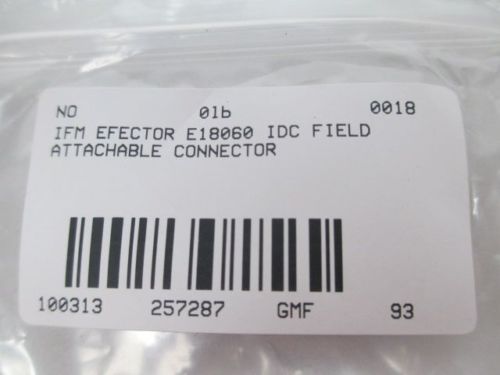 NO 01b 0018
IFM EFECTOR E18060 IDC FIELD
ATTACHABLE CONNECTOR
100313 257287 GMF 93